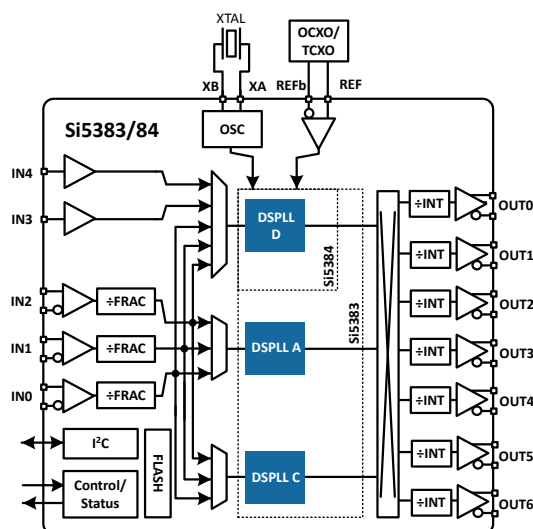 XTAL
OCXO/
TCXO
XB
XA
REFb
REF
Si5383/84
OSC
IN4
IN3
IN2
IN1
IN0
÷FRAC
÷FRAC
÷FRAC
DSPLL
D
Si5384
Si5383
DSPLL A
DSPLL C
I²C
Control/
Status
FLASH
÷INT
OUT0
÷INT
OUT1
÷INT
OUT2
÷INT
OUT3
÷INT
OUT4
÷INT
OUT5
÷INT
OUT6